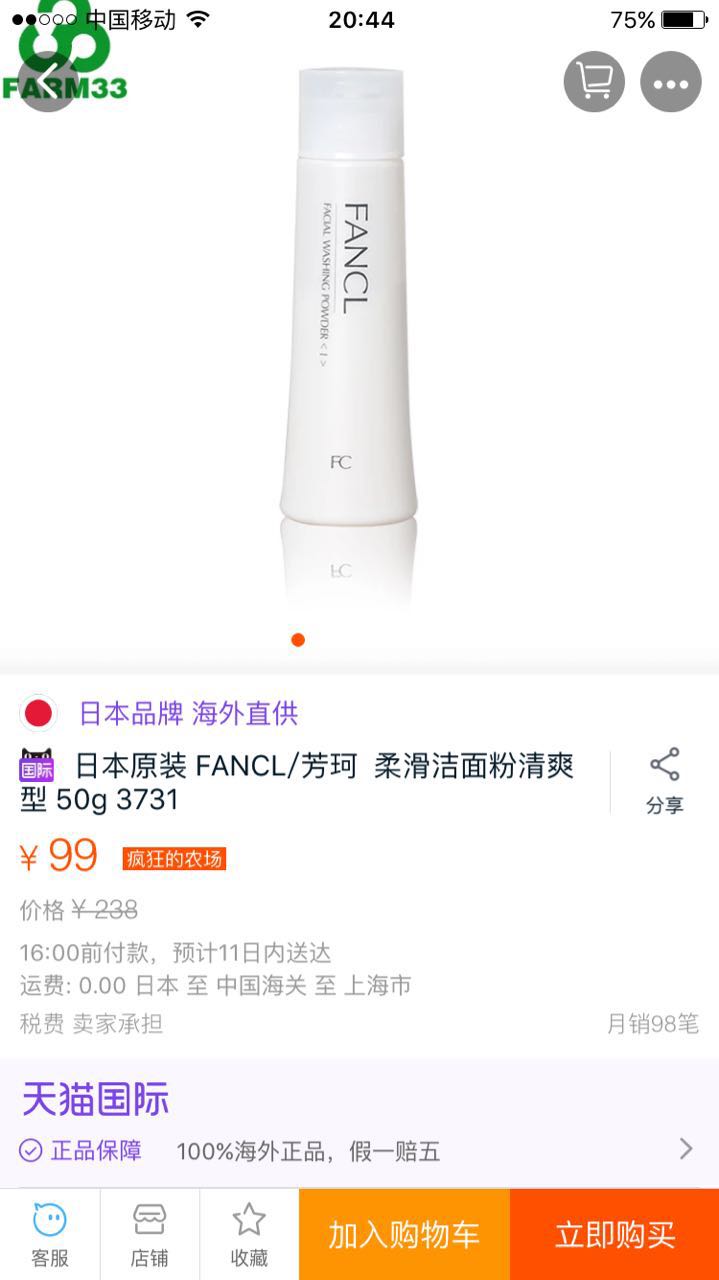 中国移动
20:44
75%
FARM33
FANCL
FACIAL WASHING POWDER < I >
FC
日本品牌 海外直供
国际 日本原装 FANCL/芳珂 柔滑洁面粉清爽
型 50g 3731
分享
¥ 99 疯狂的农场
价格 ¥ 238
16:00前付款，预计11日内送达
运费: 0.00 日本 至 中国海关 至 上海市
税费 卖家承担
月销98笔
天猫国际
正品保障 100%海外正品，假一赔五
客服
店铺
收藏
加入购物车
立即购买